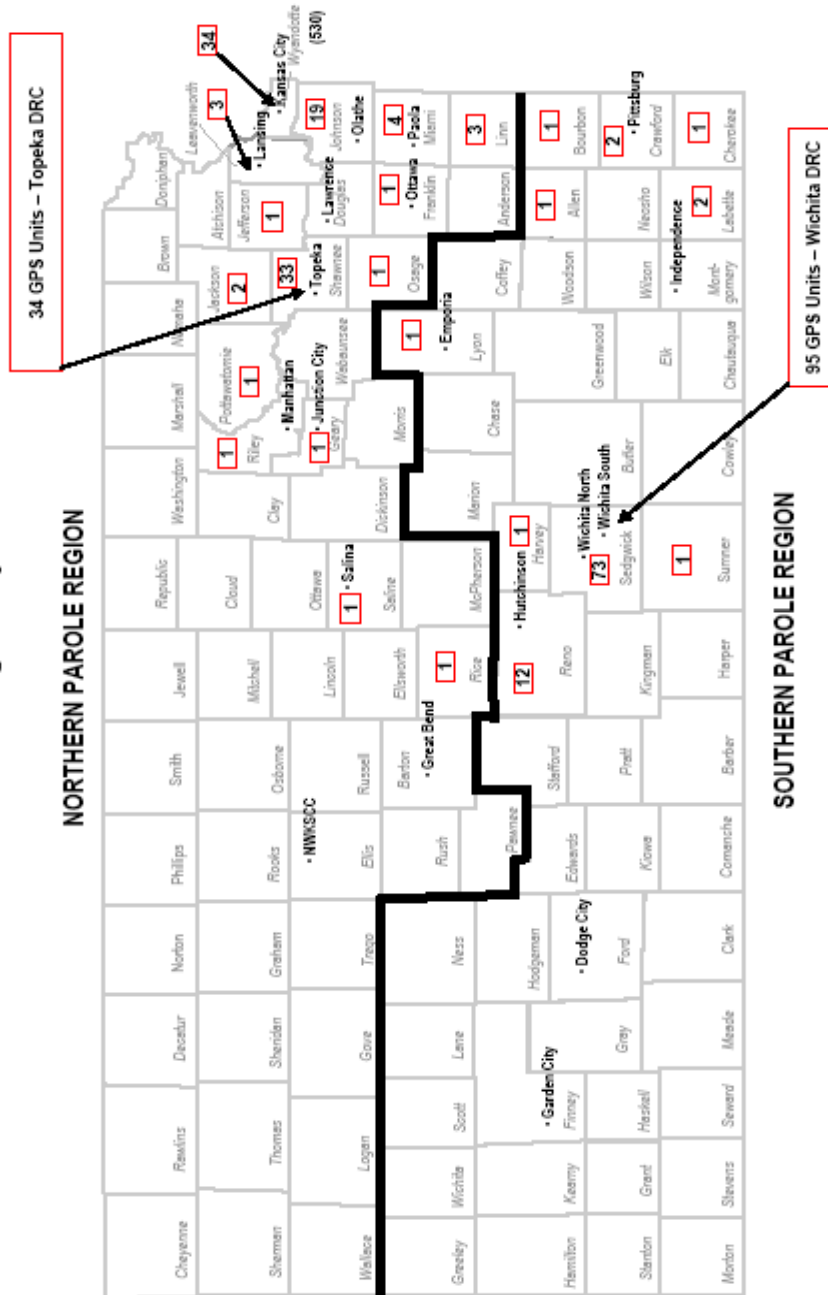 NORTHERN PAROLE REGION
34 GPS Units – Topeka DRC
Cheyenne
Rawlins
Decatur
Norton
Phillips
Smith
Jewell
Republic
Washington
Marshall
Nemaha
Brown
Doniphan
Sherman
Thomas
Sheridan
Graham
Rooks
Osborne
Mitchell
Cloud
Clay
Riley
1
Pottawatomie
1
Jackson
2
Atchison
Jefferson
1
Leavenworth
3
• Lansing
34
• Kansas City
Wyandotte
(530)
Wallace
Logan
Gove
Trego
• NWKSCC
Ellis
Russell
Lincoln
Ottawa
1
• Salina
Saline
Ellsworth
Dickinson
• Manhattan
• Junction City
1
Geary
Wabaunsee
33
• Topeka
Shawnee
• Lawrence
Douglas
19
Johnson
• Olathe
Greeley
Wichita
Scott
Lane
Ness
Rush
Barton
• Great Bend
1
Rice
McPherson
Marion
Morris
Chase
1
• Emporia
Lyon
1
Osage
Coffey
1
• Ottawa
Franklin
Anderson
4
• Paola
Miami
3
Linn
Hamilton
Kearny
• Garden City
Finney
Hodgeman
Pawnee
Edwards
Stafford
12
Reno
• Hutchinson
1
Harvey
• Dodge City
Ford
Gray
Kiowa
Pratt
Kingman
• Wichita North
• Wichita South
73
Sedgwick
Butler
Greenwood
Elk
Woodson
Wilson
1
Allen
Neosho
1
Bourbon
2
• Pittsburg
Crawford
Stanton
Grant
Haskell
Morton
Stevens
Seward
Meade
Clark
Comanche
Barber
Harper
1
Sumner
Cowley
Chautauqua
• Independence
Mont-
gomery
2
Labette
1
Cherokee
SOUTHERN PAROLE REGION
95 GPS Units – Wichita DRC